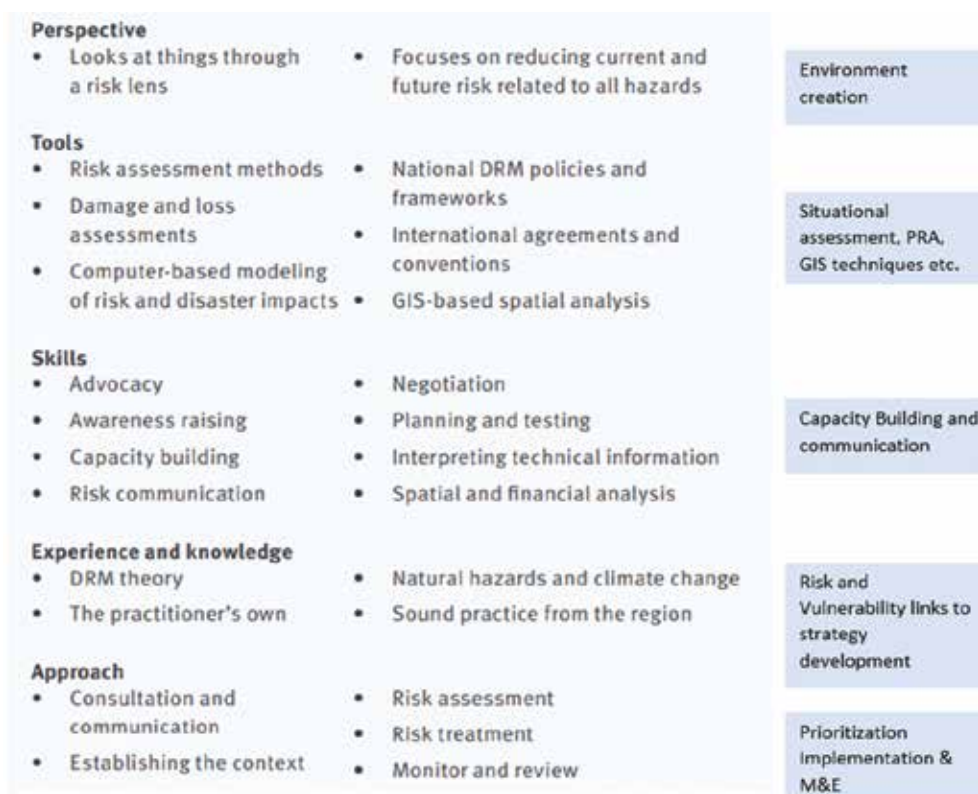 Perspective
• Looks at things through
a risk lens
• Focuses on reducing current and
future risk related to all hazards
Environment
creation
Tools
• Risk assessment methods
• Damage and loss
assessments
• Computer-based modeling
of risk and disaster impacts
• National DRM policies and
frameworks
• International agreements and
conventions
• GIS-based spatial analysis
Situational
assessment, PRA,
GIS techniques etc.
Skills
• Advocacy
• Awareness raising
• Capacity building
• Risk communication
• Negotiation
• Planning and testing
• Interpreting technical information
• Spatial and financial analysis
Capacity Building and
communication
Experience and knowledge
• DRM theory
• The practitioner's own
• Natural hazards and climate change
• Sound practice from the region
Risk and
Vulnerability links to
strategy
development
Approach
• Consultation and
communication
• Establishing the context
• Risk assessment
• Risk treatment
• Monitor and review
Prioritization
Implementation &
M&E